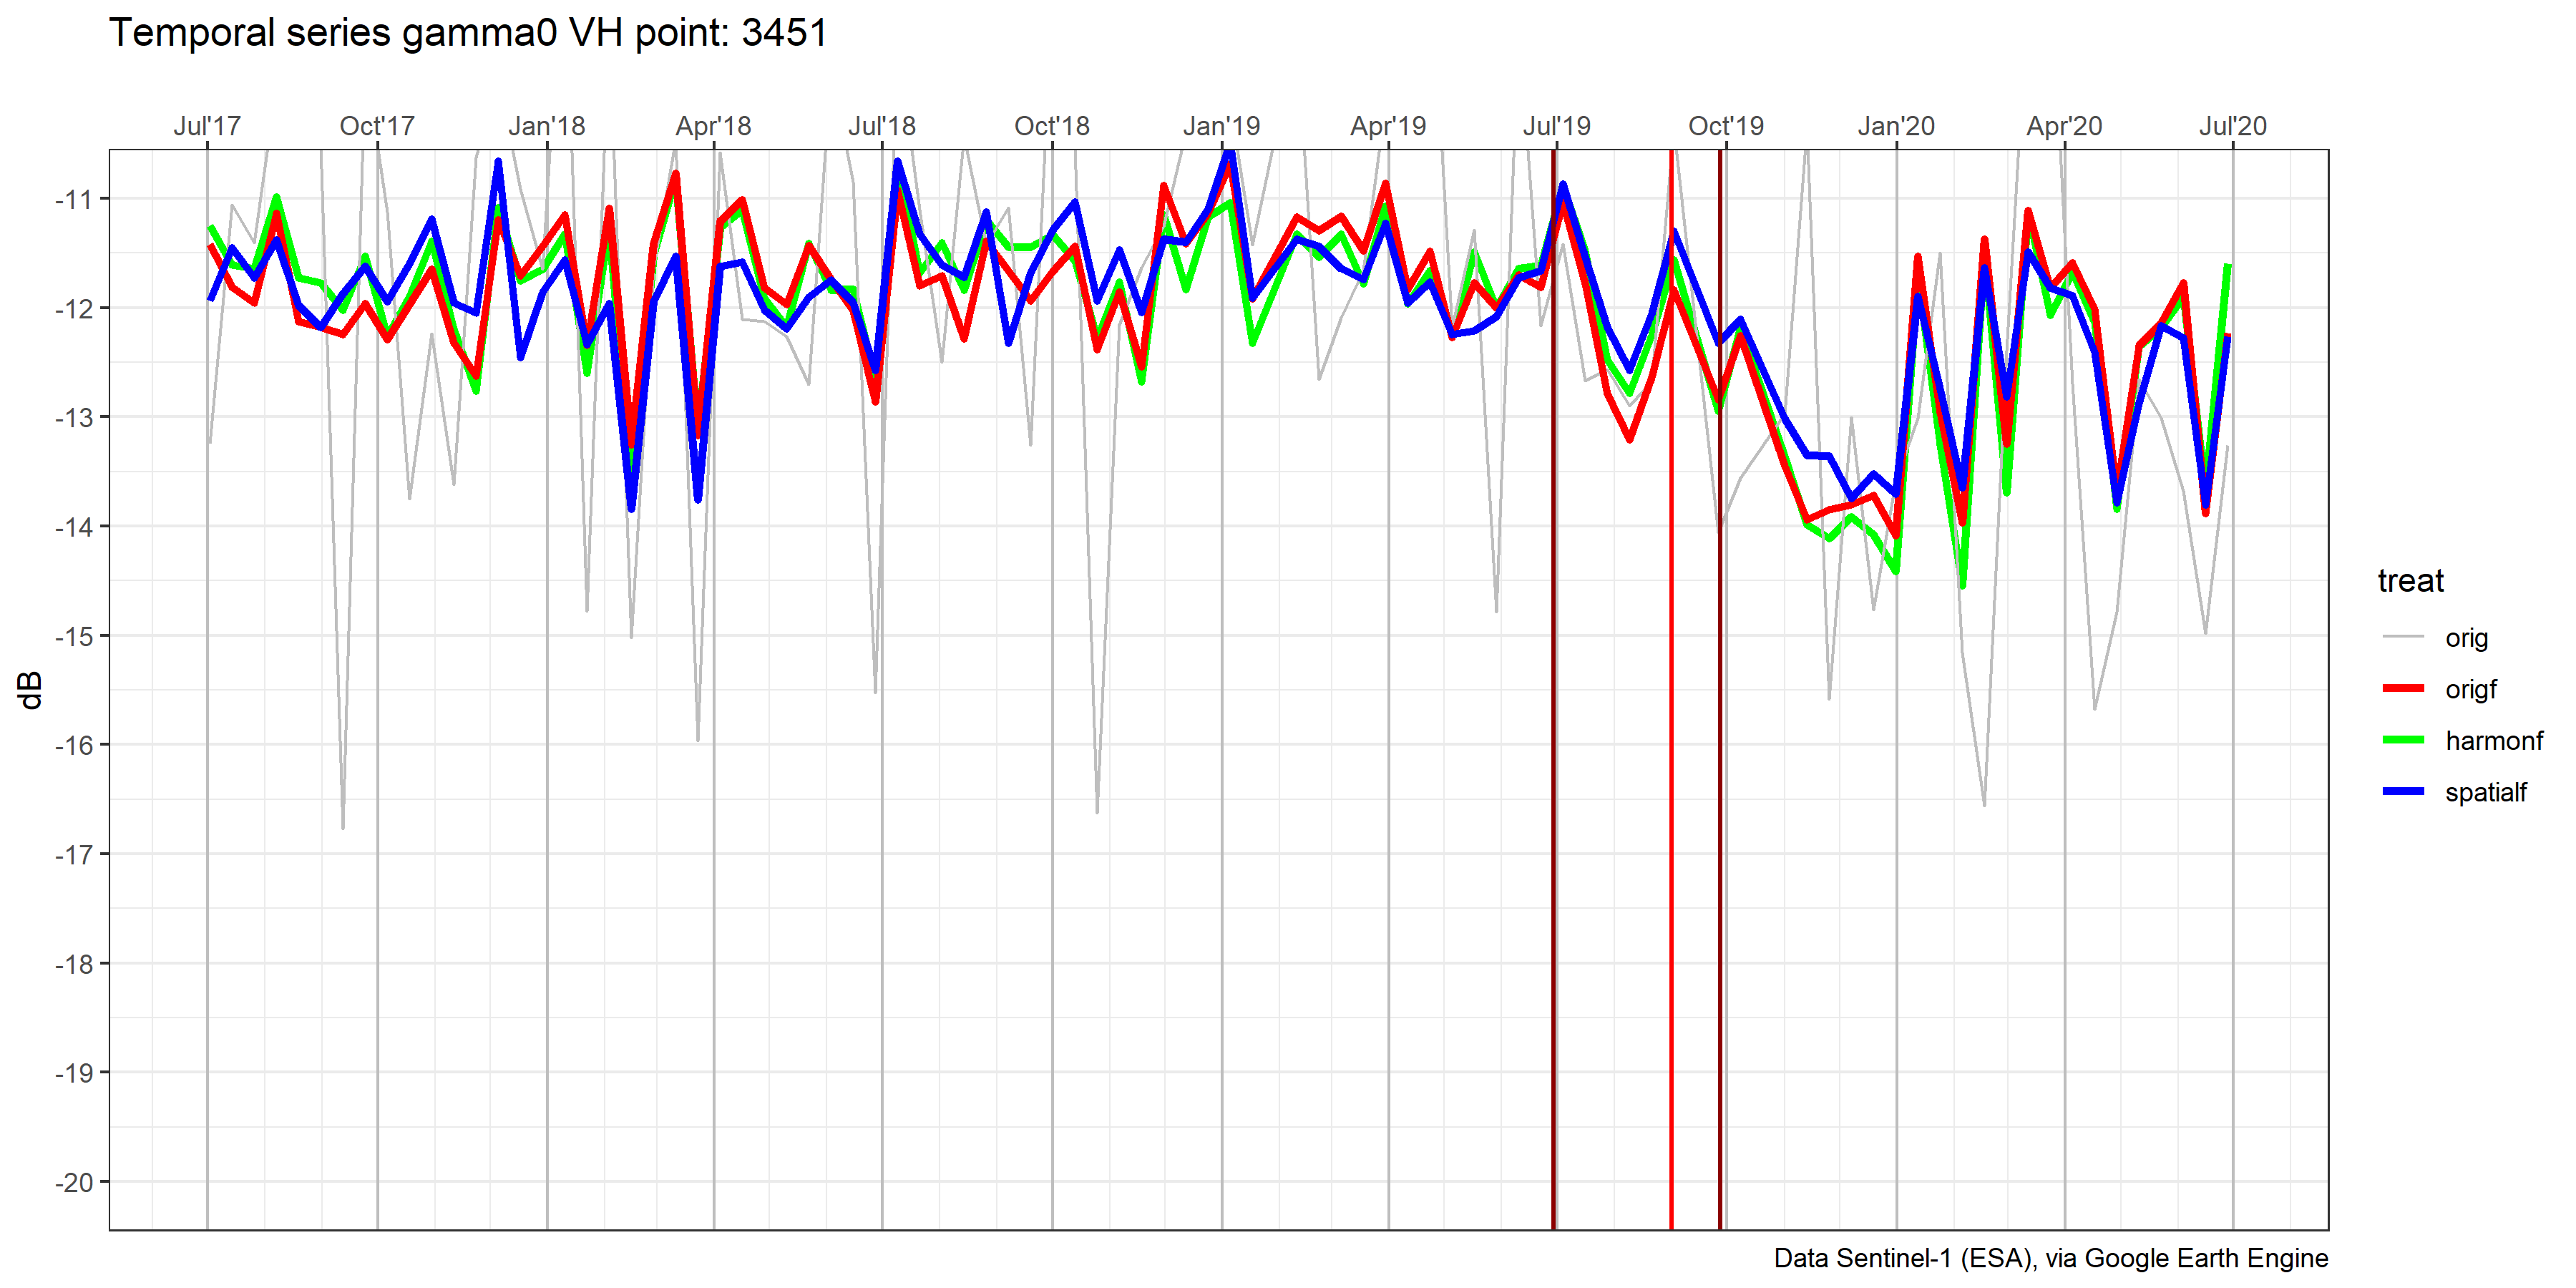 Temporal series gamma0 VH point: 3451
Jul'17 Oct'17 Jan'18 Apr'18 Jul'18 Oct'18 Jan'19 Apr'19 Jul'19 Oct'19 Jan'20 Apr'20 Jul'20
-11
-12
-13
-14
-15
-16
-17
-18
-19
-20
dB
treat
orig
origf
harmonf
spatialf
Data Sentinel-1 (ESA), via Google Earth Engine